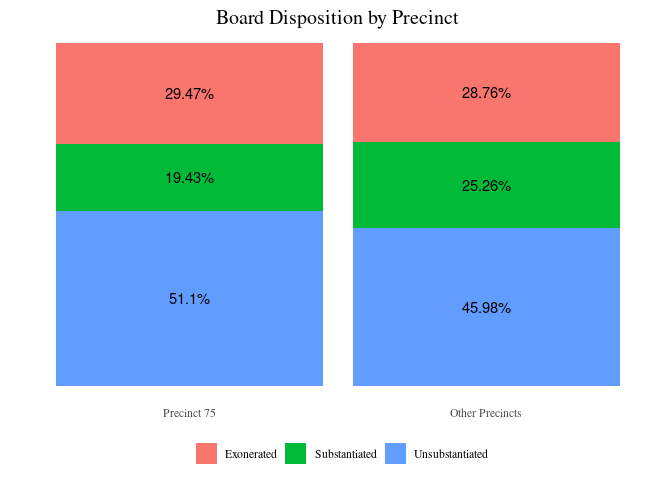 Board Disposition by Precinct
29.47%
28.76%
19.43%
25.26%
51.1%
45.98%
Precinct 75
Other Precincts
Exonerated
Substantiated
Unsubstantiated